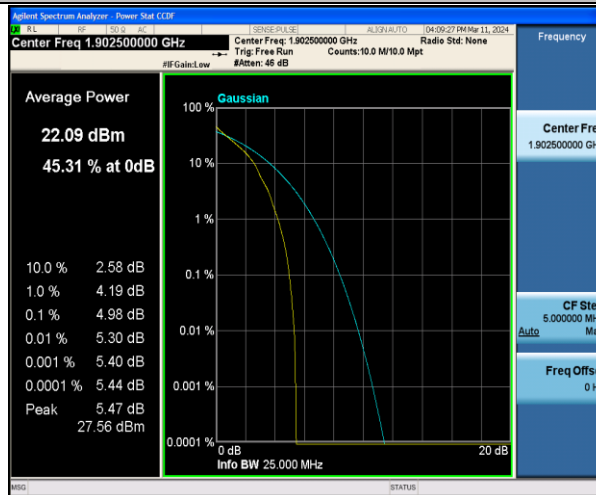 Agilent Spectrum Analyzer - Power Stat CCDF
RL RF 50 Ω AC SENSE:PULSE ALIGN AUTO 04:09:27 PM Mar 11, 2024
Center Freq 1.902500000 GHz
Center Freq: 1.902500000 GHz Radio Std: None
Trig: Free Run Counts:10.0 M/10.0 Mpt
#IFGain:Low #Atten: 46 dB
Frequency
Average Power
22.09 dBm
45.31 % at 0dB
10.0 % 2.58 dB
1.0 % 4.19 dB
0.1 % 4.98 dB
0.01 % 5.30 dB
0.001 % 5.40 dB
0.0001 % 5.44 dB
Peak 5.47 dB
27.56 dBm
Gaussian
100 %
10 %
1 %
0.1 %
0.01 %
0.001 %
0.0001 %
0 dB 20 dB
Info BW 25.000 MHz
Center Fre
1.902500000 GH
CF Ste
5.000000 MH
Auto Ma
Freq Offs
0 H
MSG STATUS